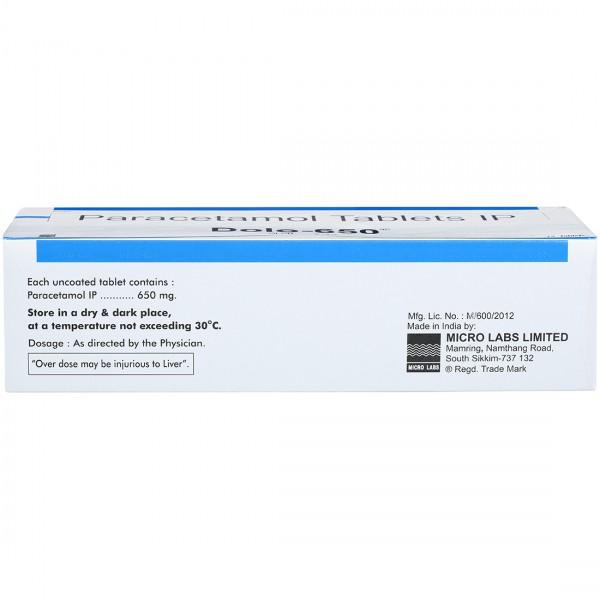 Paracetamol Tablets IP
Dolo-650®
Each uncoated tablet contains :
Paracetamol IP ........... 650 mg.
Store in a dry & dark place,
at a temperature not exceeding 30°C.
Dosage : As directed by the Physician.
"Over dose may be injurious to Liver".
Mfg. Lic. No. : M/600/2012
Made in India by:
MICRO LABS LIMITED
Mamring, Namthang Road,
South Sikkim-737 132
® Regd. Trade Mark
MICRO LABS